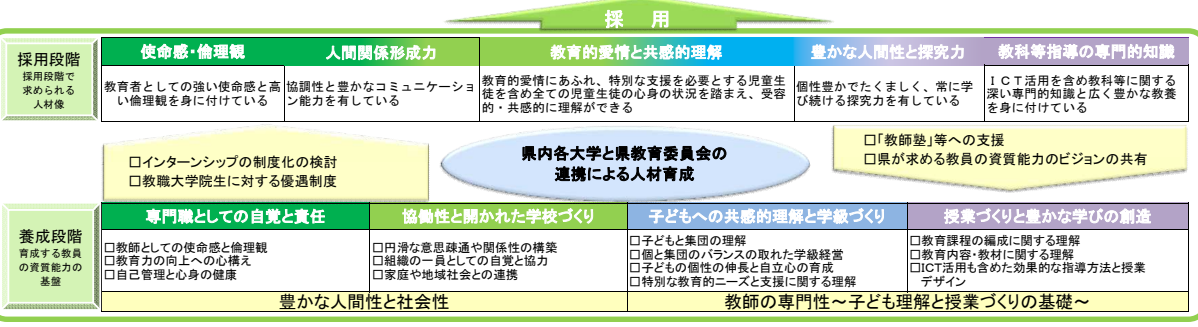 採 用
採用段階
採用段階で
求められる
人材像
使命感・倫理観
教育者としての強い使命感と高
い倫理観を身に付けている
人間関係形成力
協調性と豊かなコミュニケーショ
ン能力を有している
教育的愛情と共感的理解
教育的愛情にあふれ、特別な支援を必要とする児童生
徒を含め全ての児童生徒の心身の状況を踏まえ、受容
的・共感的に理解ができる
豊かな人間性と探究力
個性豊かでたくましく、常に学
び続ける探究力を有している
教科等指導の専門的知識
ＩＣＴ活用を含め教科等に関する
深い専門的知識と広く豊かな教養
を身に付けている
□インターンシップの制度化の検討
□教職大学院生に対する優遇制度
県内各大学と県教育委員会の
連携による人材育成
□「教師塾」等への支援
□県が求める教員の資質能力のビジョンの共有
養成段階
育成する教員
の資質能力の
基盤
専門職としての自覚と責任
□教師としての使命感と倫理観
□教育力の向上への心構え
□自己管理と心身の健康
協働性と開かれた学校づくり
□円滑な意思疎通や関係性の構築
□組織の一員としての自覚と協力
□家庭や地域社会との連携
子どもへの共感的理解と学級づくり
□子どもと集団の理解
□個と集団のバランスの取れた学級経営
□子どもの個性の伸長と自立心の育成
□特別な教育的ニーズと支援に関する理解
授業づくりと豊かな学びの創造
□教育課程の編成に関する理解
□教育内容・教材に関する理解
□ICT活用も含めた効果的な指導方法と授業
デザイン
豊かな人間性と社会性
教師の専門性～子ども理解と授業づくりの基礎～